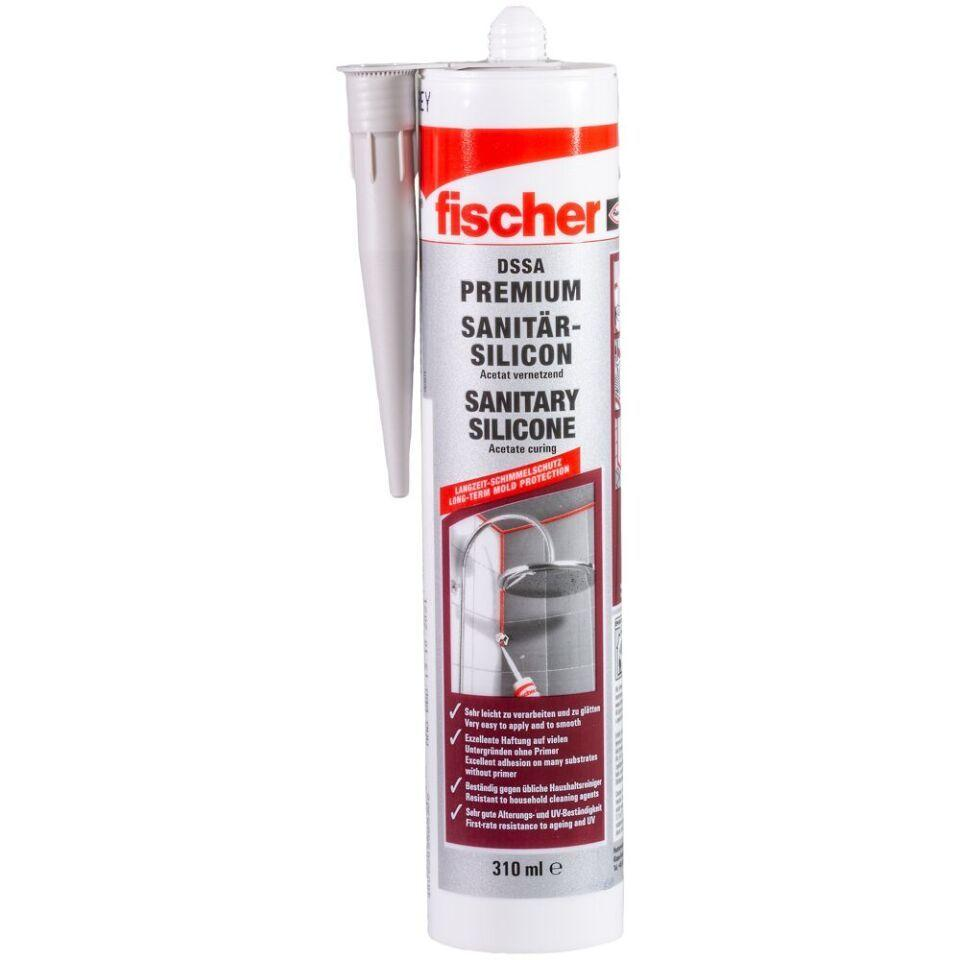 EY
fischer
DSSA
PREMIUM
SANITÄR-
SILICON
Acetat vernetzend
SANITARY
SILICONE
Acetate curing
LANGZEIT-SCHIMMELSCHUTZ
LONG-TERM MOLD PROTECTION
Sehr leicht zu verarbeiten und zu glätten
Very easy to apply and to smooth
Exzellente Haftung auf vielen
Untergründen ohne Primer
Excellent adhesion on many substrates
without primer
Beständig gegen übliche Haushaltsreiniger
Resistant to household cleaning agents
Sehr gute Alterungs- und UV-Beständigkeit
First-rate resistance to ageing and UV
310 ml ℮